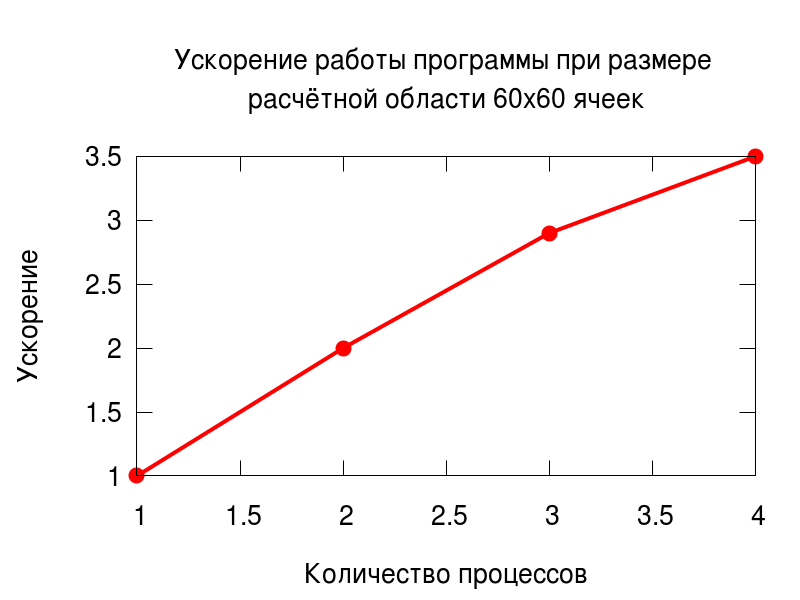 Ускорение работы программы при размере
расчётной области 60x60 ячеек
3.5
3
2.5
2
1.5
1
Ускорение
1 1.5 2 2.5 3 3.5 4
Количество процессов